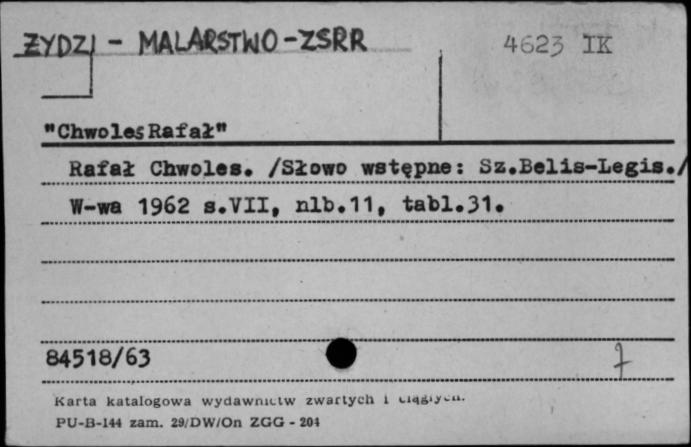 ŻYDZI - MALARSTWO - ZSRR
4623 IK
"Chwoles Rafał"
Rafał Chwoles. /Słowo wstępne: Sz.Belis-Legis./
W-wa 1962 s.VII, nlb.11, tabl.31.
84518/63
Karta katalogowa wydawnictw zwartych i ciągłych.
PU-B-144 zam. 29/DW/On ZGG - 204